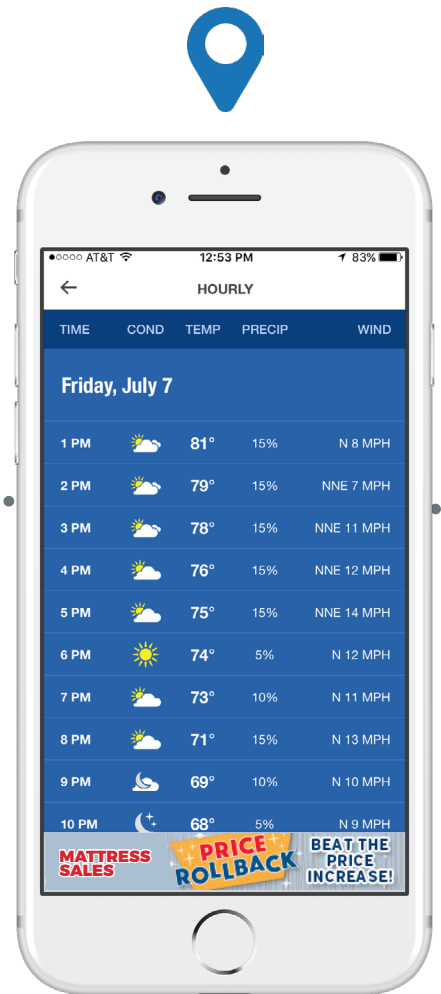 AT&T 12:53 PM 83%
HOURLY
TIME COND TEMP PRECIP WIND
Friday, July 7
1 PM 81° 15% N 8 MPH
2 PM 79° 15% NNE 7 MPH
3 PM 78° 15% NNE 11 MPH
4 PM 76° 15% NNE 12 MPH
5 PM 75° 15% NNE 14 MPH
6 PM 74° 5% N 12 MPH
7 PM 73° 10% N 11 MPH
8 PM 71° 15% N 13 MPH
9 PM 69° 10% N 10 MPH
10 PM 68° 5% N 9 MPH
MATTRESS
SALES
PRICE
ROLLBACK
BEAT THE
PRICE
INCREASE!